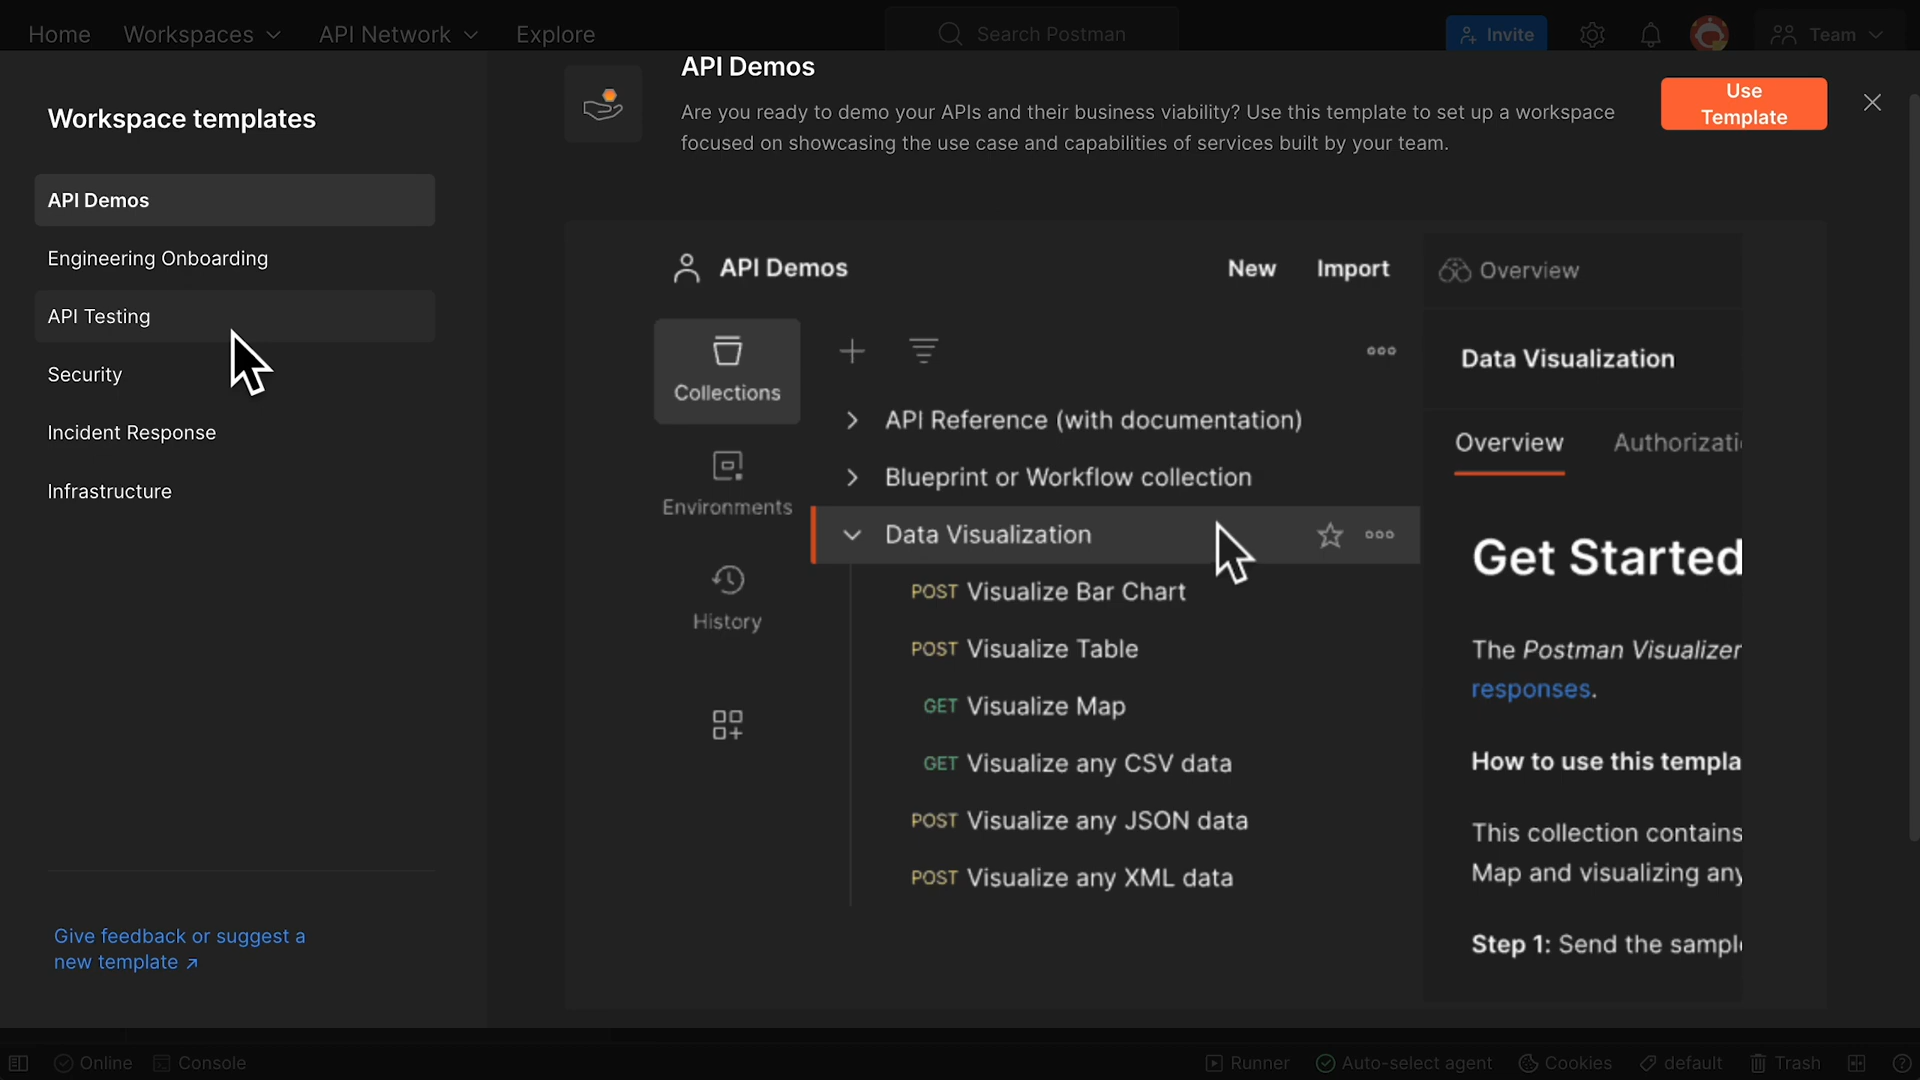 Home Workspaces API Network Explore Search Postman Invite Team
Workspace templates
API Demos
Engineering Onboarding
API Testing
Security
Incident Response
Infrastructure
Give feedback or suggest a
new template ↗
API Demos
Are you ready to demo your APIs and their business viability? Use this template to set up a workspace
focused on showcasing the use case and capabilities of services built by your team.
Use
Template
API Demos New Import
Collections
Environments
History
API Reference (with documentation)
Blueprint or Workflow collection
Data Visualization
POST Visualize Bar Chart
POST Visualize Table
GET Visualize Map
GET Visualize any CSV data
POST Visualize any JSON data
POST Visualize any XML data
Overview
Data Visualization
Overview Authorizati
Get Started
The Postman Visualizer
responses.
How to use this templa
This collection contains
Map and visualizing any
Step 1: Send the sampl
Online Console Runner Auto-select agent Cookies default Trash